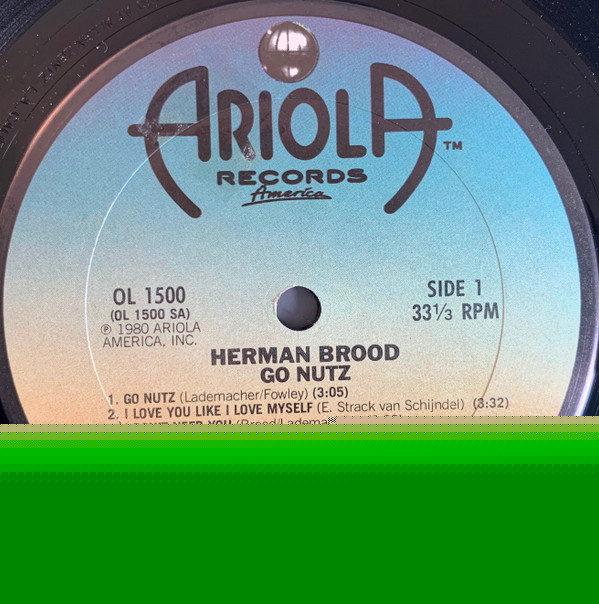 ARIOLA™
RECORDS
America
OL 1500
(OL 1500 SA)
℗ 1980 ARIOLA
AMERICA, INC.
SIDE 1
33⅓ RPM
HERMAN BROOD
GO NUTZ
1. GO NUTZ (Lademacher/Fowley) (3:05)
2. I LOVE YOU LIKE I LOVE MYSELF (E. Strack van Schijndel) (3:32)